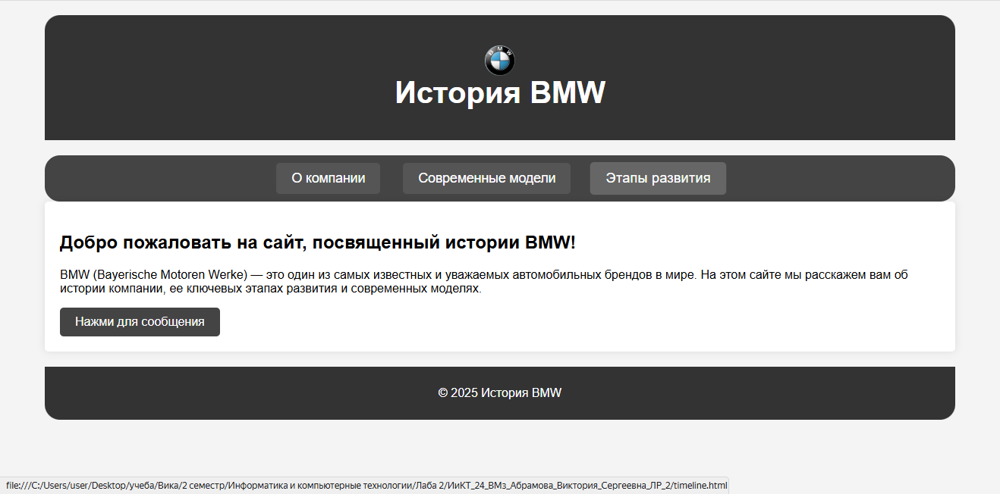 BMW
История BMW
О компании
Современные модели
Этапы развития
Добро пожаловать на сайт, посвященный истории BMW!
BMW (Bayerische Motoren Werke) — это один из самых известных и уважаемых автомобильных брендов в мире. На этом сайте мы расскажем вам об
истории компании, ее ключевых этапах развития и современных моделях.
Нажми для сообщения
© 2025 История BMW
file:///C:/Users/user/Desktop/учеба/Вика/2 семестр/Информатика и компьютерные технологии/Лаба 2/ИиКТ_24_ВМз_Абрамова_Виктория_Сергеевна_ЛР_2/timeline.html